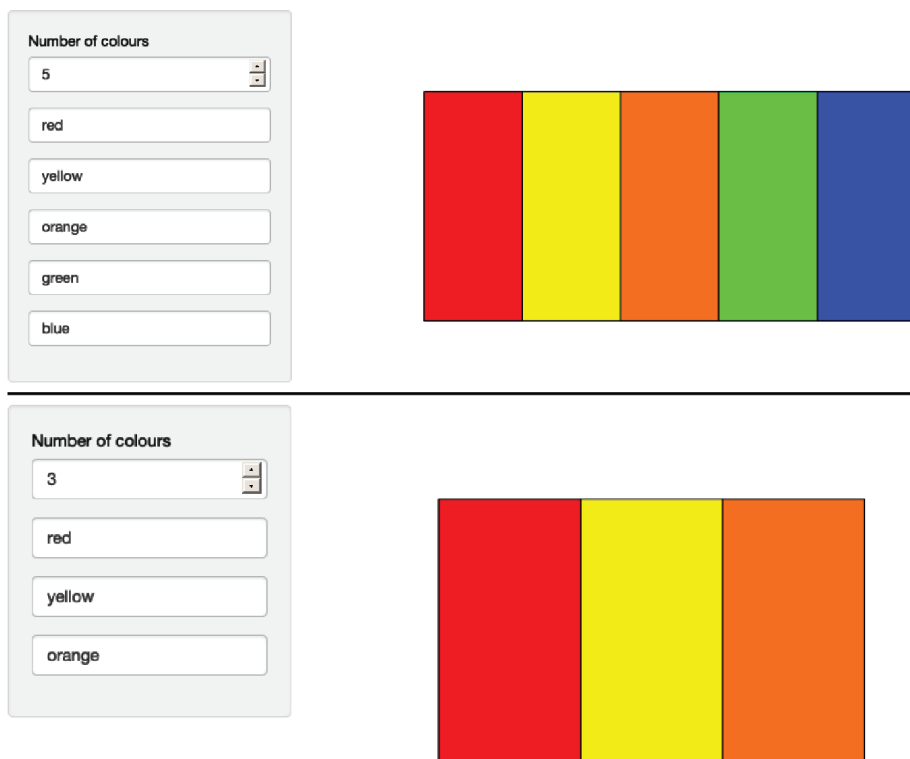 Number of colours
5
red
yellow
orange
green
blue
Number of colours
3
red
yellow
orange